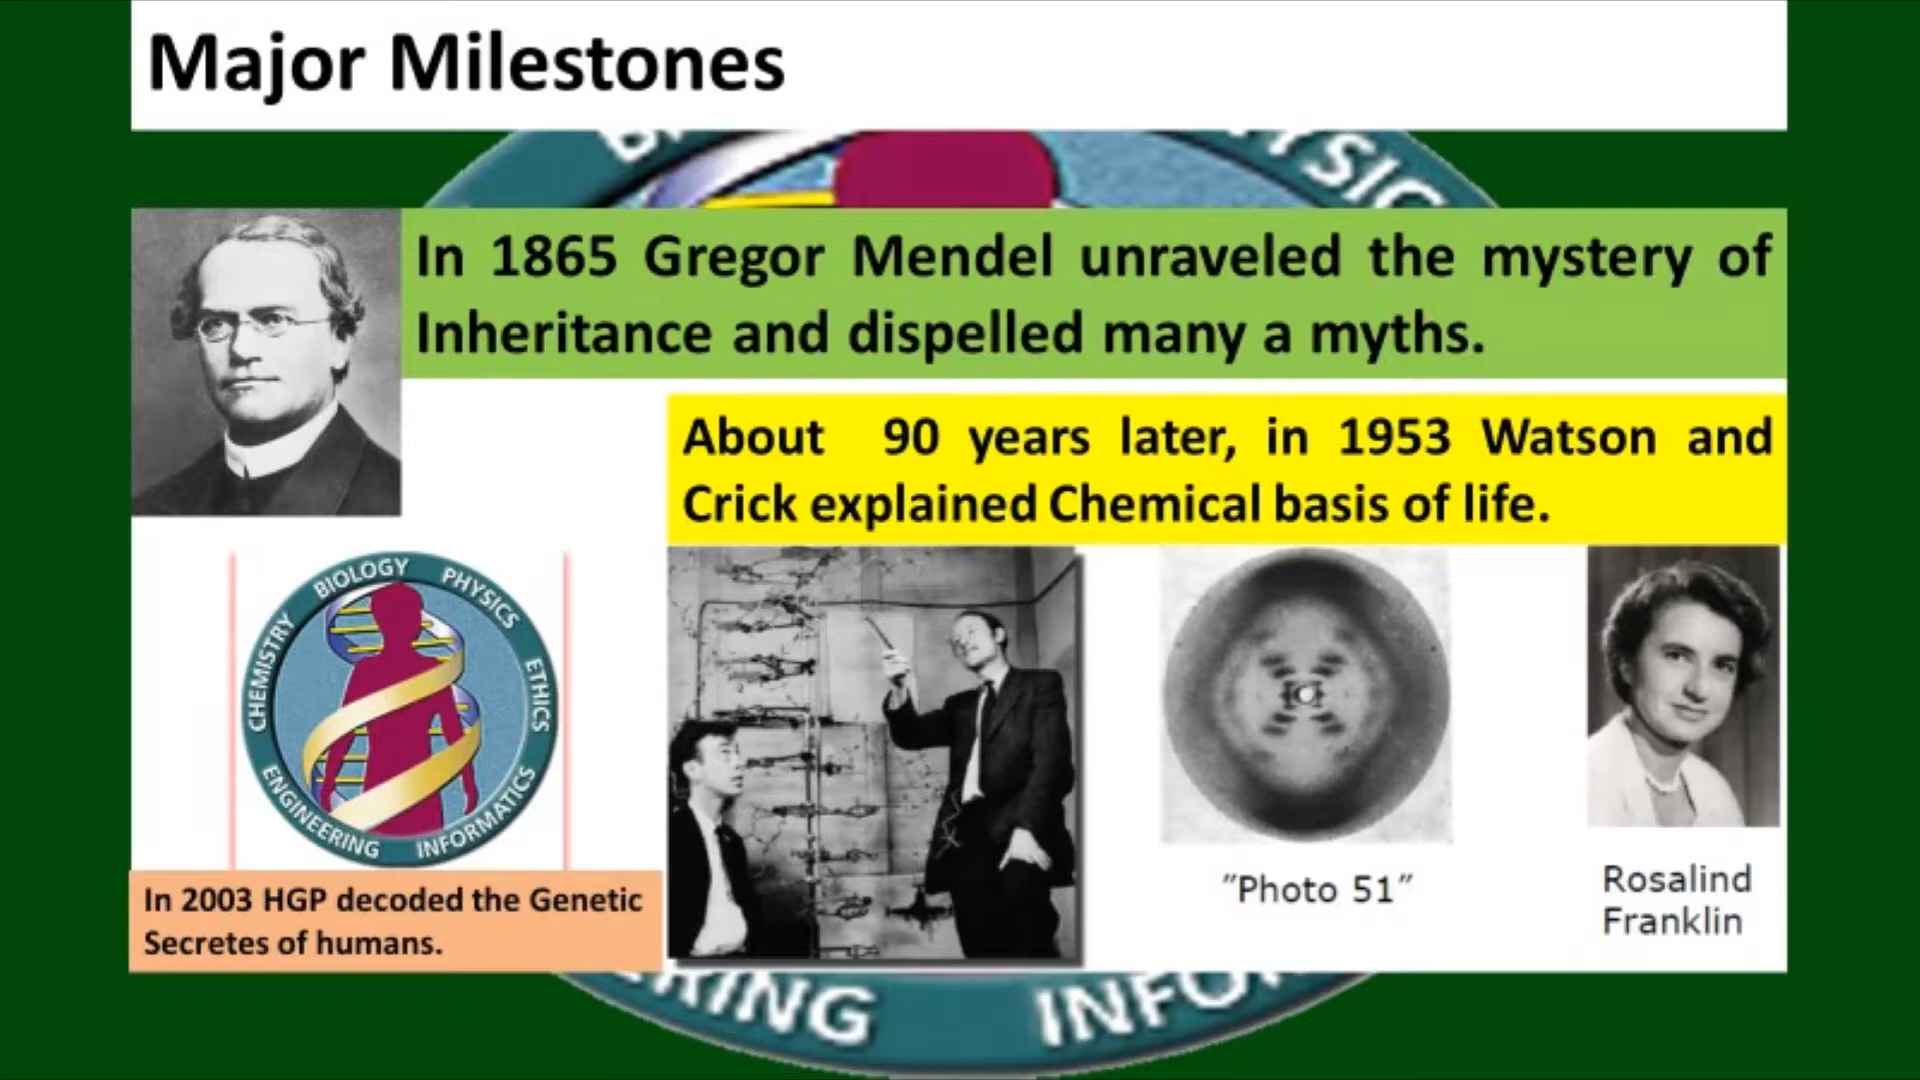 Major Milestones
In 1865 Gregor Mendel unraveled the mystery of
Inheritance and dispelled many a myths.
About 90 years later, in 1953 Watson and
Crick explained Chemical basis of life.
CHEMISTRY BIOLOGY PHYSICS ETHICS
ENGINEERING INFORMATICS
In 2003 HGP decoded the Genetic
Secretes of humans.
"Photo 51"
Rosalind
Franklin